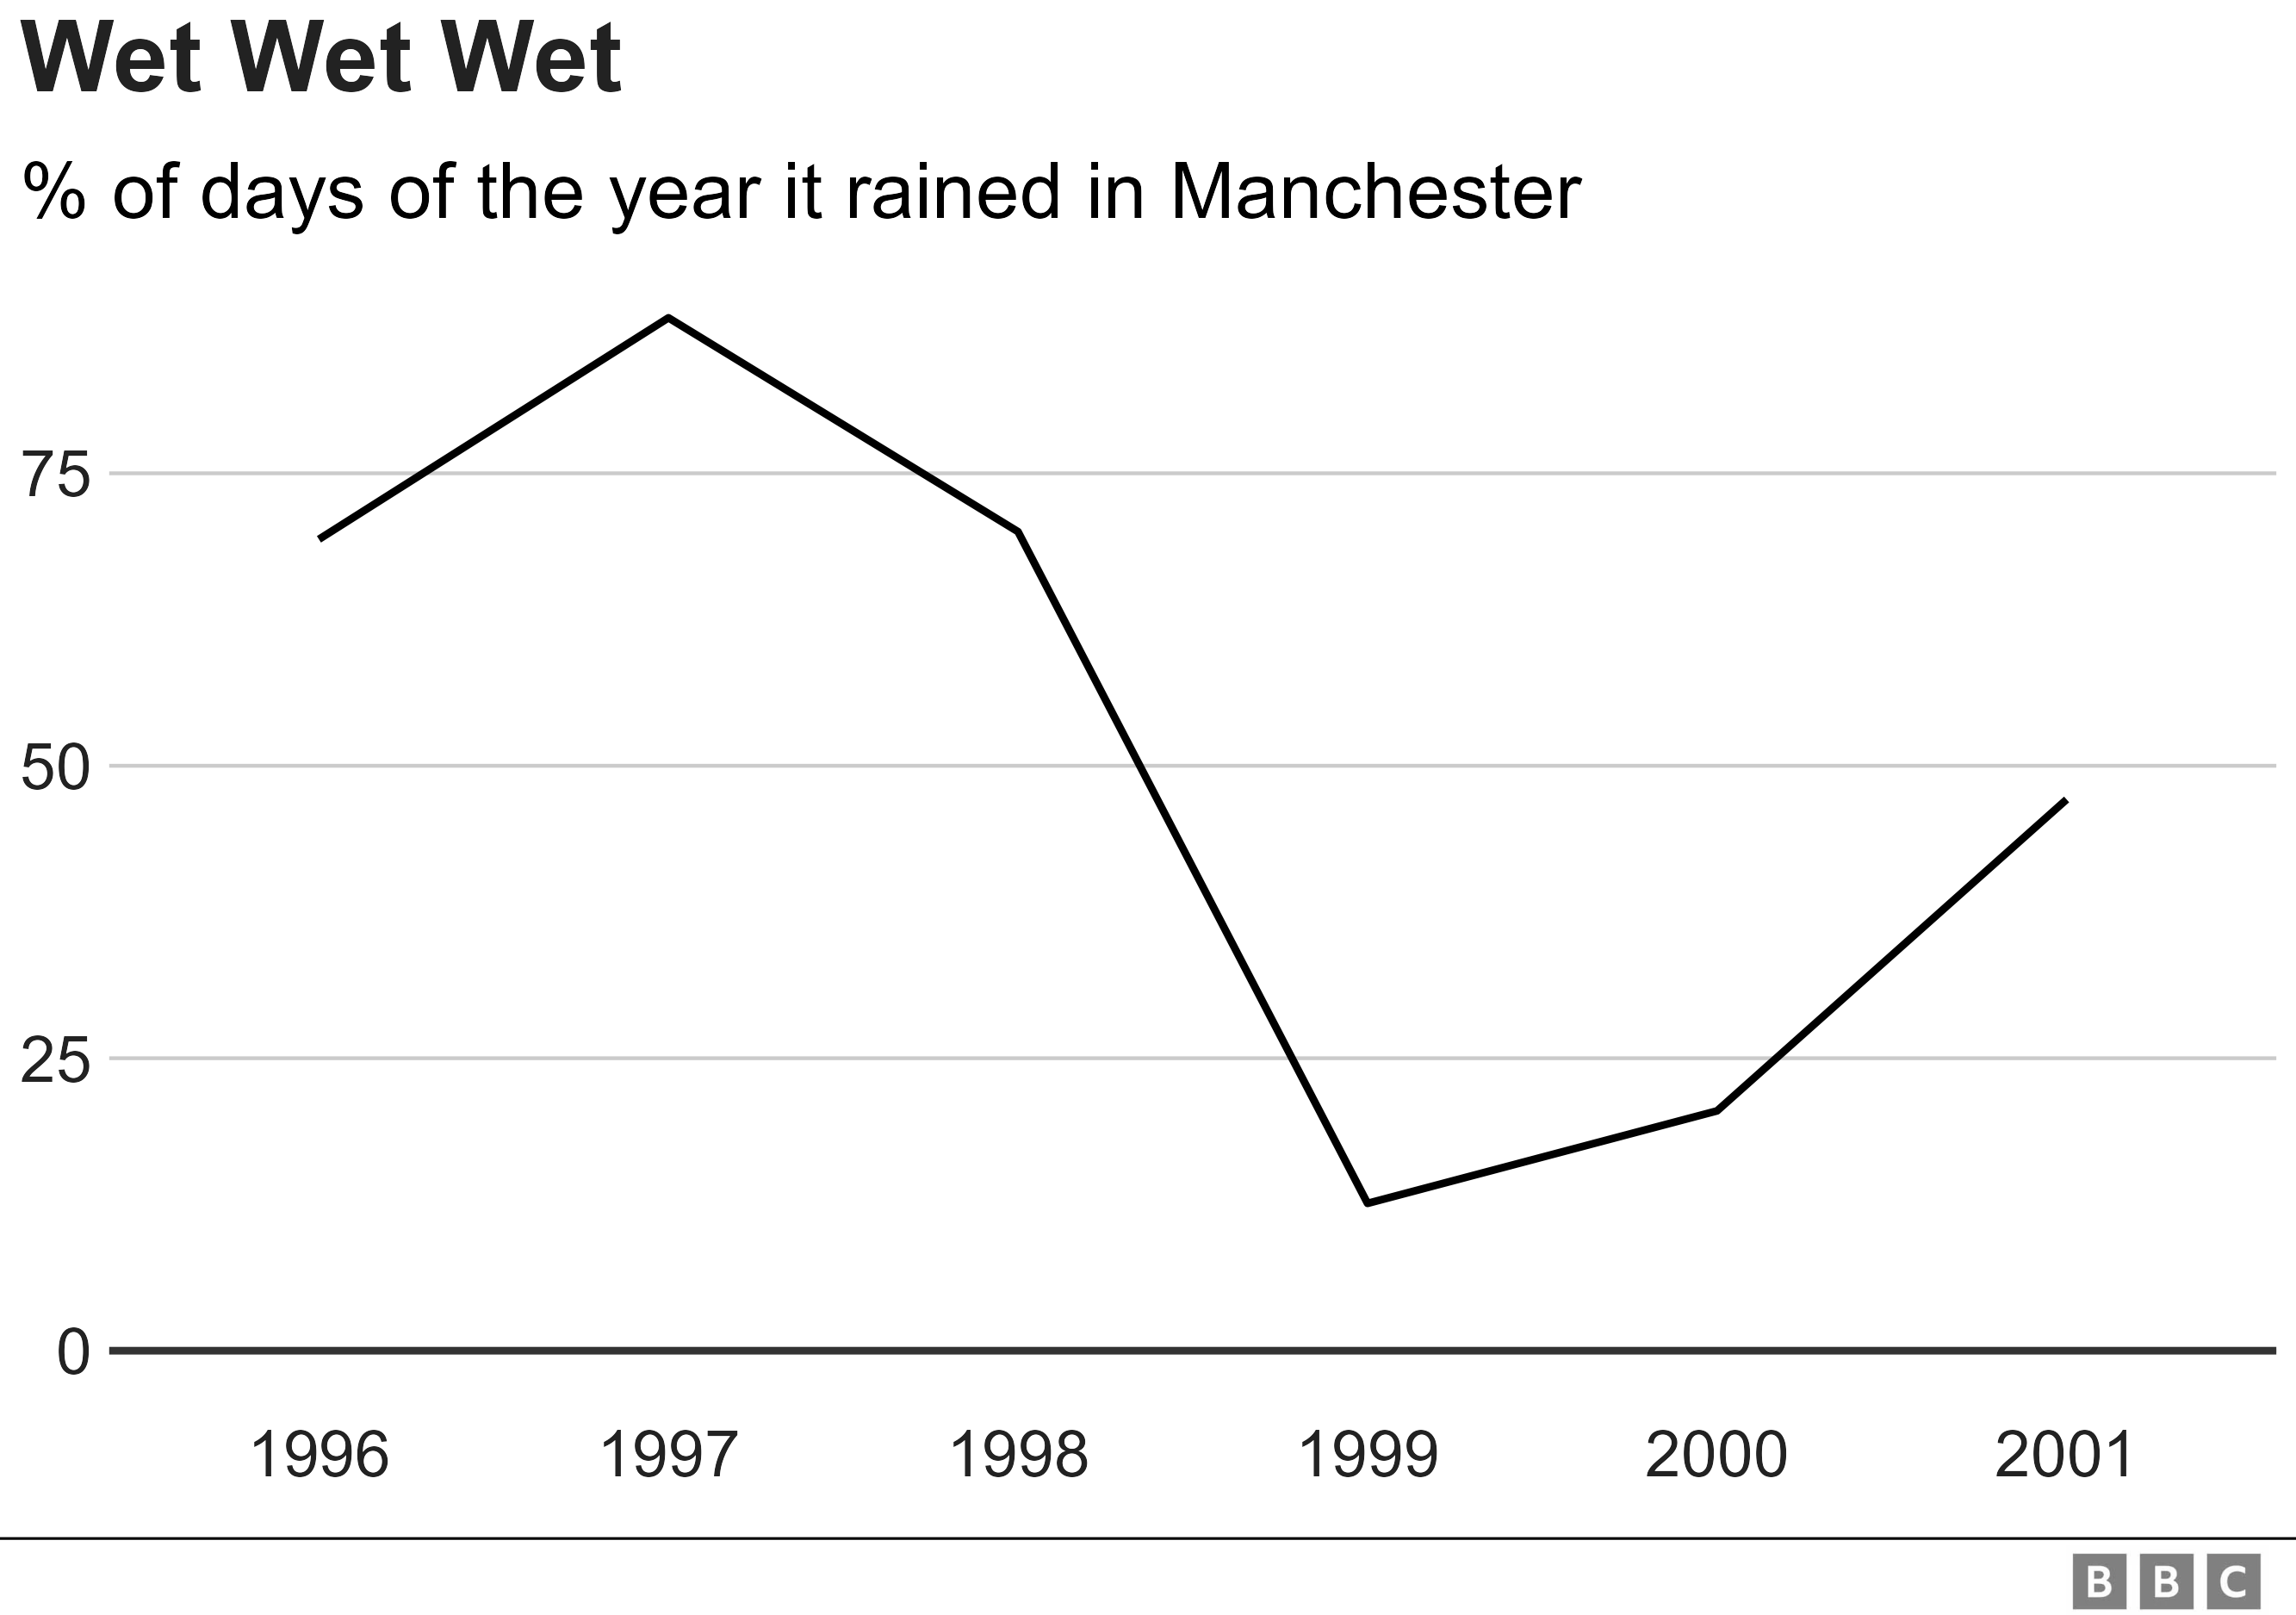 Wet Wet Wet
% of days of the year it rained in Manchester
75
50
25
0
1996 1997 1998 1999 2000 2001
BBC